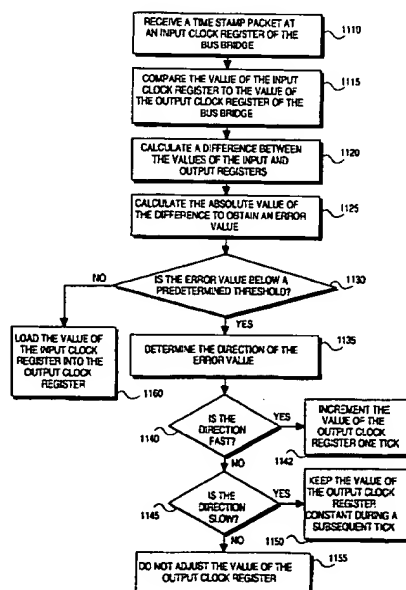 RECEIVE A TIME STAMP PACKET AT
AN INPUT CLOCK REGISTER OF THE
BUS BRIDGE
1110
COMPARE THE VALUE OF THE INPUT
CLOCK REGISTER TO THE VALUE OF
THE OUTPUT CLOCK REGISTER OF THE
BUS BRIDGE
1115
CALCULATE A DIFFERENCE BETWEEN
THE VALUES OF THE INPUT AND
OUTPUT REGISTERS
1120
CALCULATE THE ABSOLUTE VALUE OF
THE DIFFERENCE TO OBTAIN AN ERROR
VALUE
1125
IS THE ERROR VALUE BELOW A
PREDETERMINED THRESHOLD?
1130
NO
YES
LOAD THE VALUE OF
THE INPUT CLOCK
REGISTER INTO THE
OUTPUT CLOCK
REGISTER
1160
DETERMINE THE DIRECTION OF THE
ERROR VALUE
1135
IS THE
DIRECTION
FAST?
1140
YES
NO
INCREMENT THE
VALUE OF THE
OUTPUT CLOCK
REGISTER ONE TICK
1142
IS THE
DIRECTION
SLOW?
1145
YES
NO
KEEP THE VALUE
OF THE OUTPUT CLOCK
REGISTER
CONSTANT DURING A
SUBSEQUENT TICK
1150
DO NOT ADJUST THE VALUE OF THE
OUTPUT CLOCK REGISTER
1155